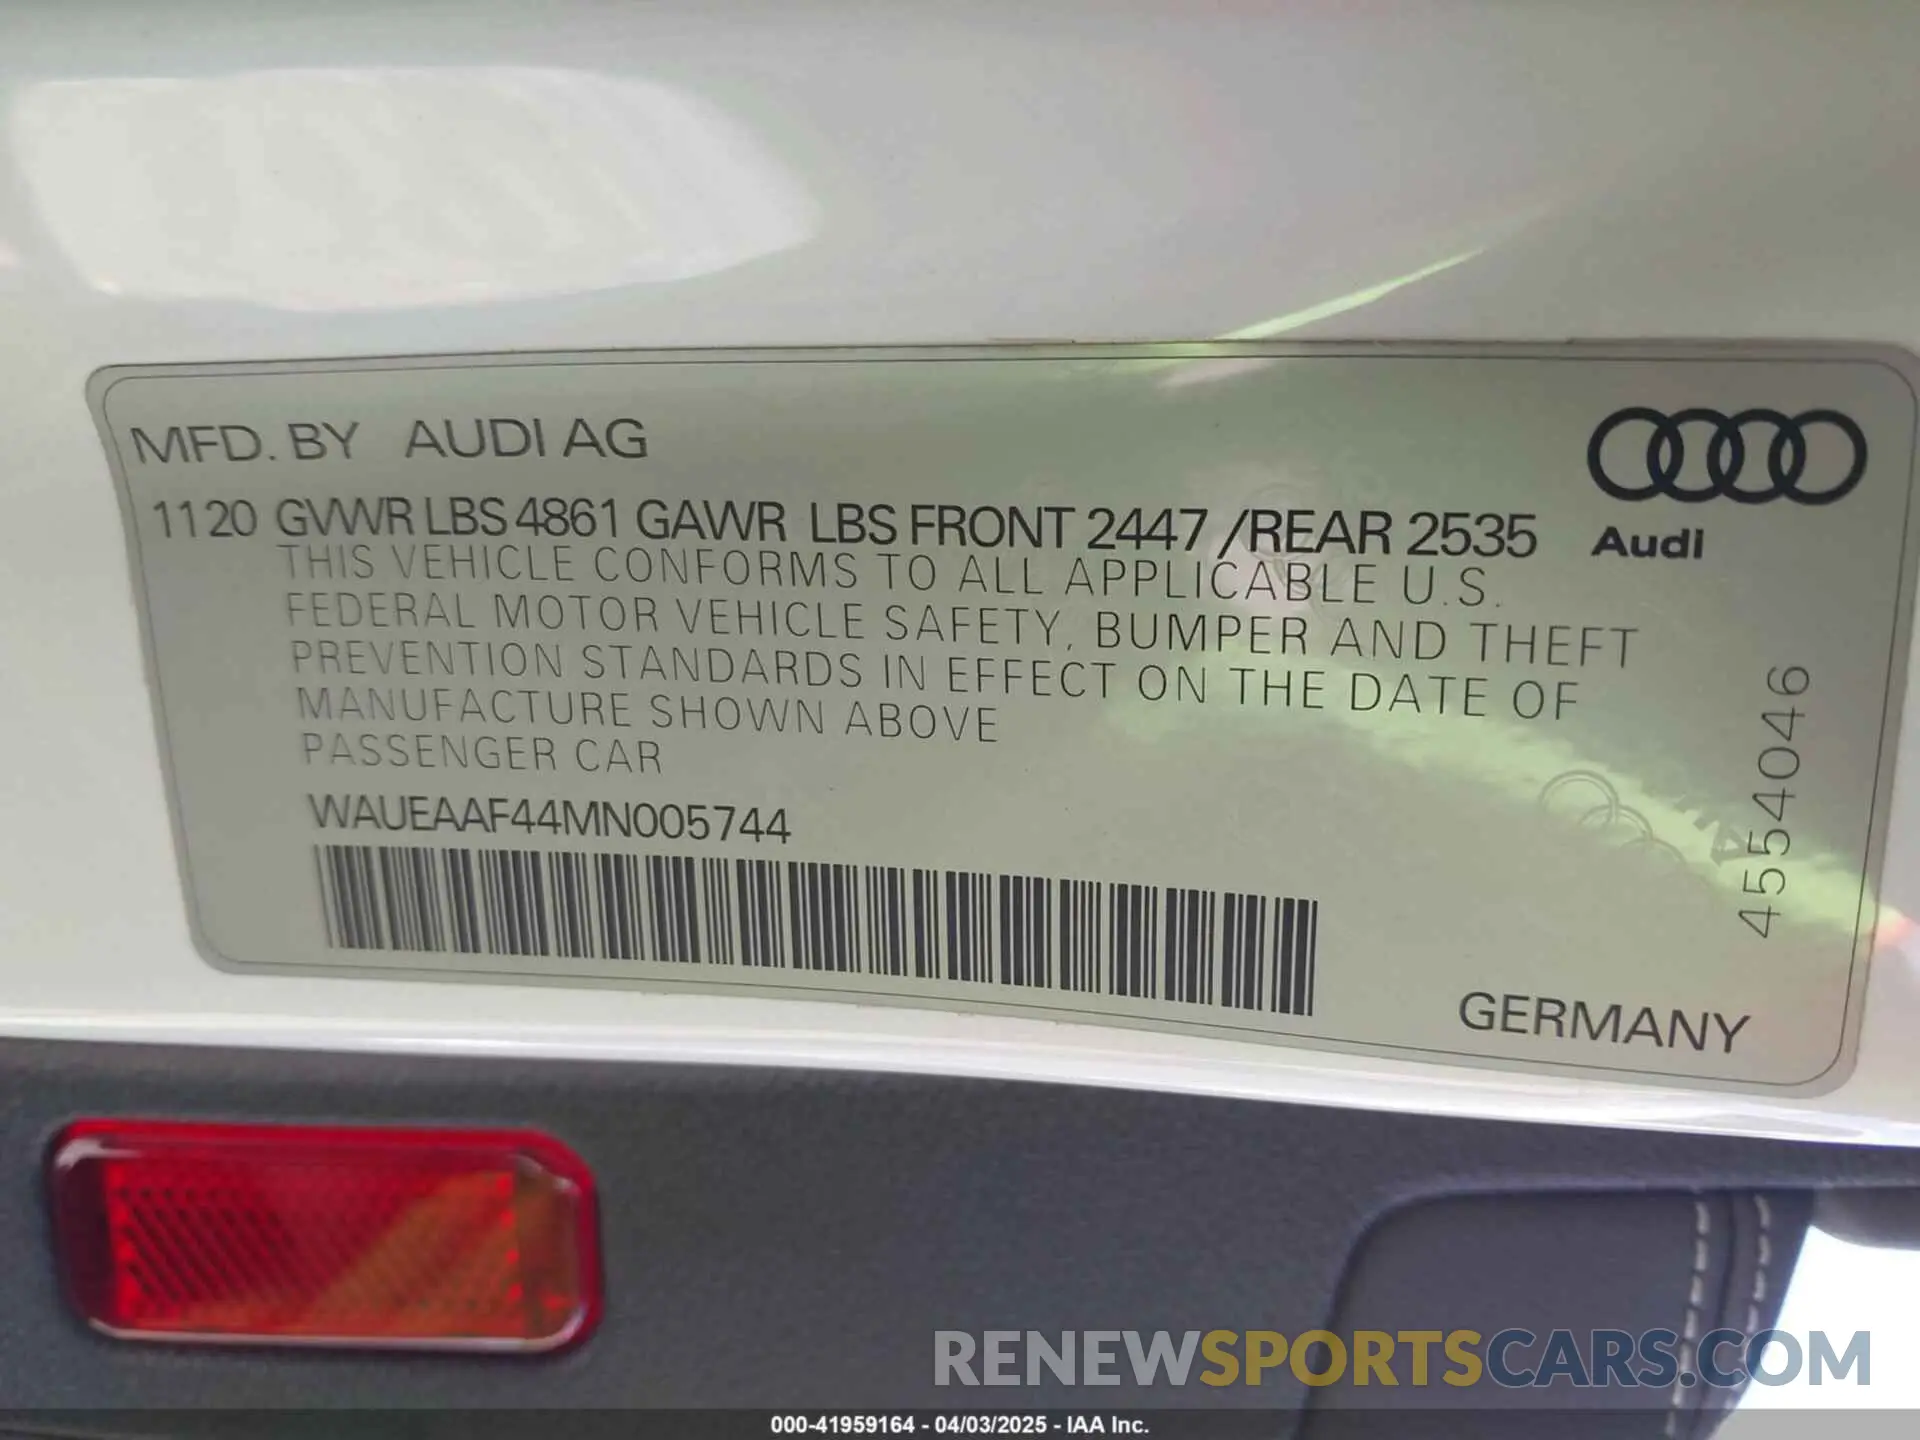 MFD. BY AUDI AG
1120 GVWR LBS 4861 GAWR LBS FRONT 2447 /REAR 2535
Audi
THIS VEHICLE CONFORMS TO ALL APPLICABLE U.S.
FEDERAL MOTOR VEHICLE SAFETY, BUMPER AND THEFT
PREVENTION STANDARDS IN EFFECT ON THE DATE OF
MANUFACTURE SHOWN ABOVE
PASSENGER CAR
WAUEAAF44MN005744
4554046
GERMANY
RENEWSPORTSCARS.COM
000-41959164 - 04/03/2025 - IAA Inc.